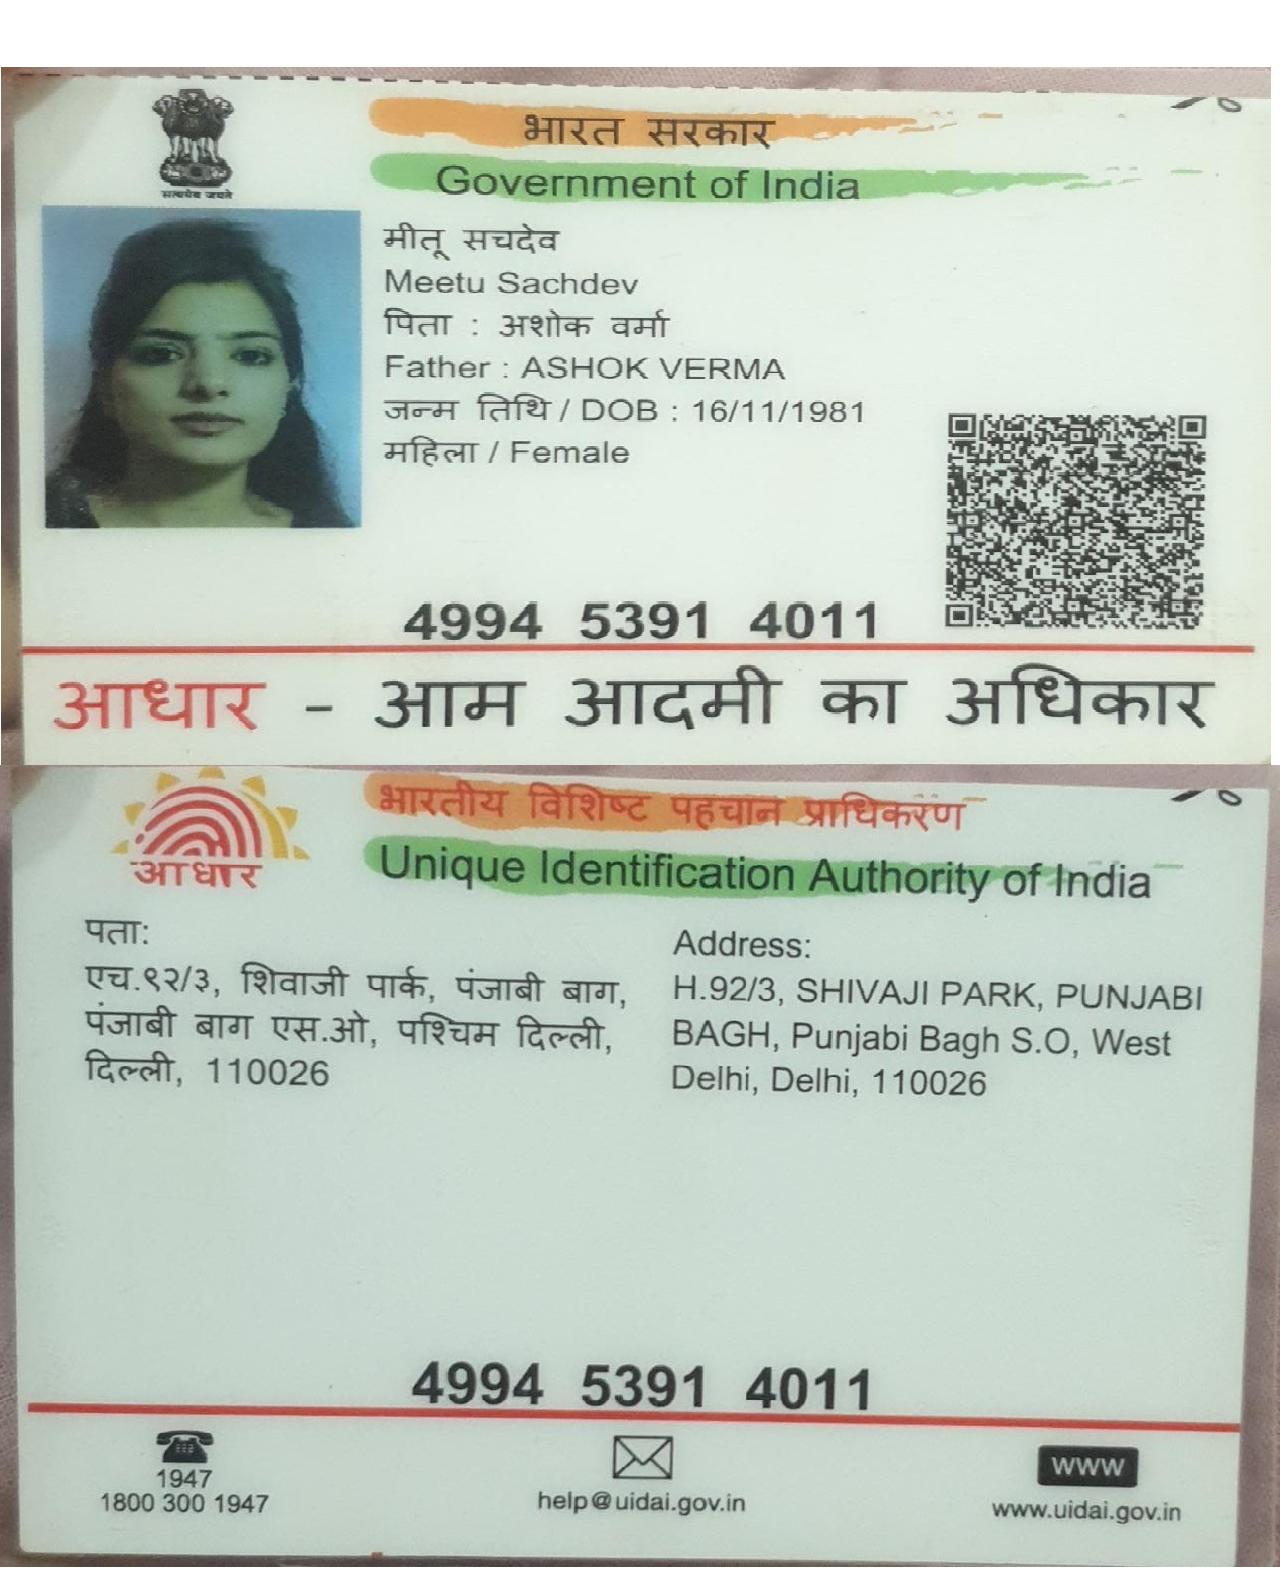 भारत सरकार
Government of India
सत्यमेव जयते
मीतू सचदेव
Meetu Sachdev
पिता : अशोक वर्मा
Father : ASHOK VERMA
जन्म तिथि / DOB : 16/11/1981
महिला / Female
4994 5391 4011
आधार - आम आदमी का अधिकार
भारतीय विशिष्ट पहचान प्राधिकरण
आधार
Unique Identification Authority of India
पता:
एच.९२/३, शिवाजी पार्क, पंजाबी बाग,
पंजाबी बाग एस.ओ, पश्चिम दिल्ली,
दिल्ली, 110026
Address:
H.92/3, SHIVAJI PARK, PUNJABI
BAGH, Punjabi Bagh S.O, West
Delhi, Delhi, 110026
4994 5391 4011
1947
1800 300 1947
help@uidai.gov.in
www
www.uidai.gov.in